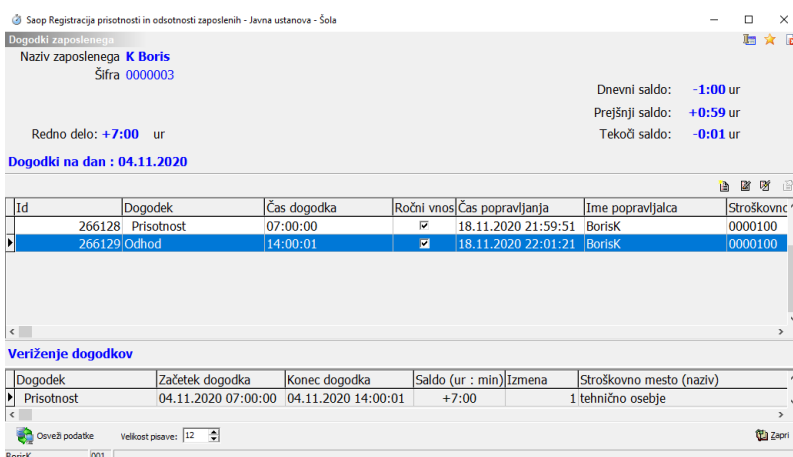 Saop Registracija prisotnosti in odsotnosti zaposlenih - Javna ustanova - Šola
Dogodki zaposlenega
Naziv zaposlenega K Boris
Šifra 0000003
Dnevni saldo: -1:00 ur
Prejšnji saldo: +0:59 ur
Redno delo: +7:00 ur Tekoči saldo: -0:01 ur
Dogodki na dan : 04.11.2020
Id Dogodek Čas dogodka Ročni vnos Čas popravljanja Ime popravljalca Stroškovno
266128 Prisotnost 07:00:00 18.11.2020 21:59:51 BorisK 0000100
266129 Odhod 14:00:01 18.11.2020 22:01:21 BorisK 0000100
Veriženje dogodkov
Dogodek Začetek dogodka Konec dogodka Saldo (ur : min) Izmena Stroškovno mesto (naziv)
Prisotnost 04.11.2020 07:00:00 04.11.2020 14:00:01 +7:00 1 tehnično osebje
Osveži podatke Velikost pisave: 12 Zapri
BorisK 001